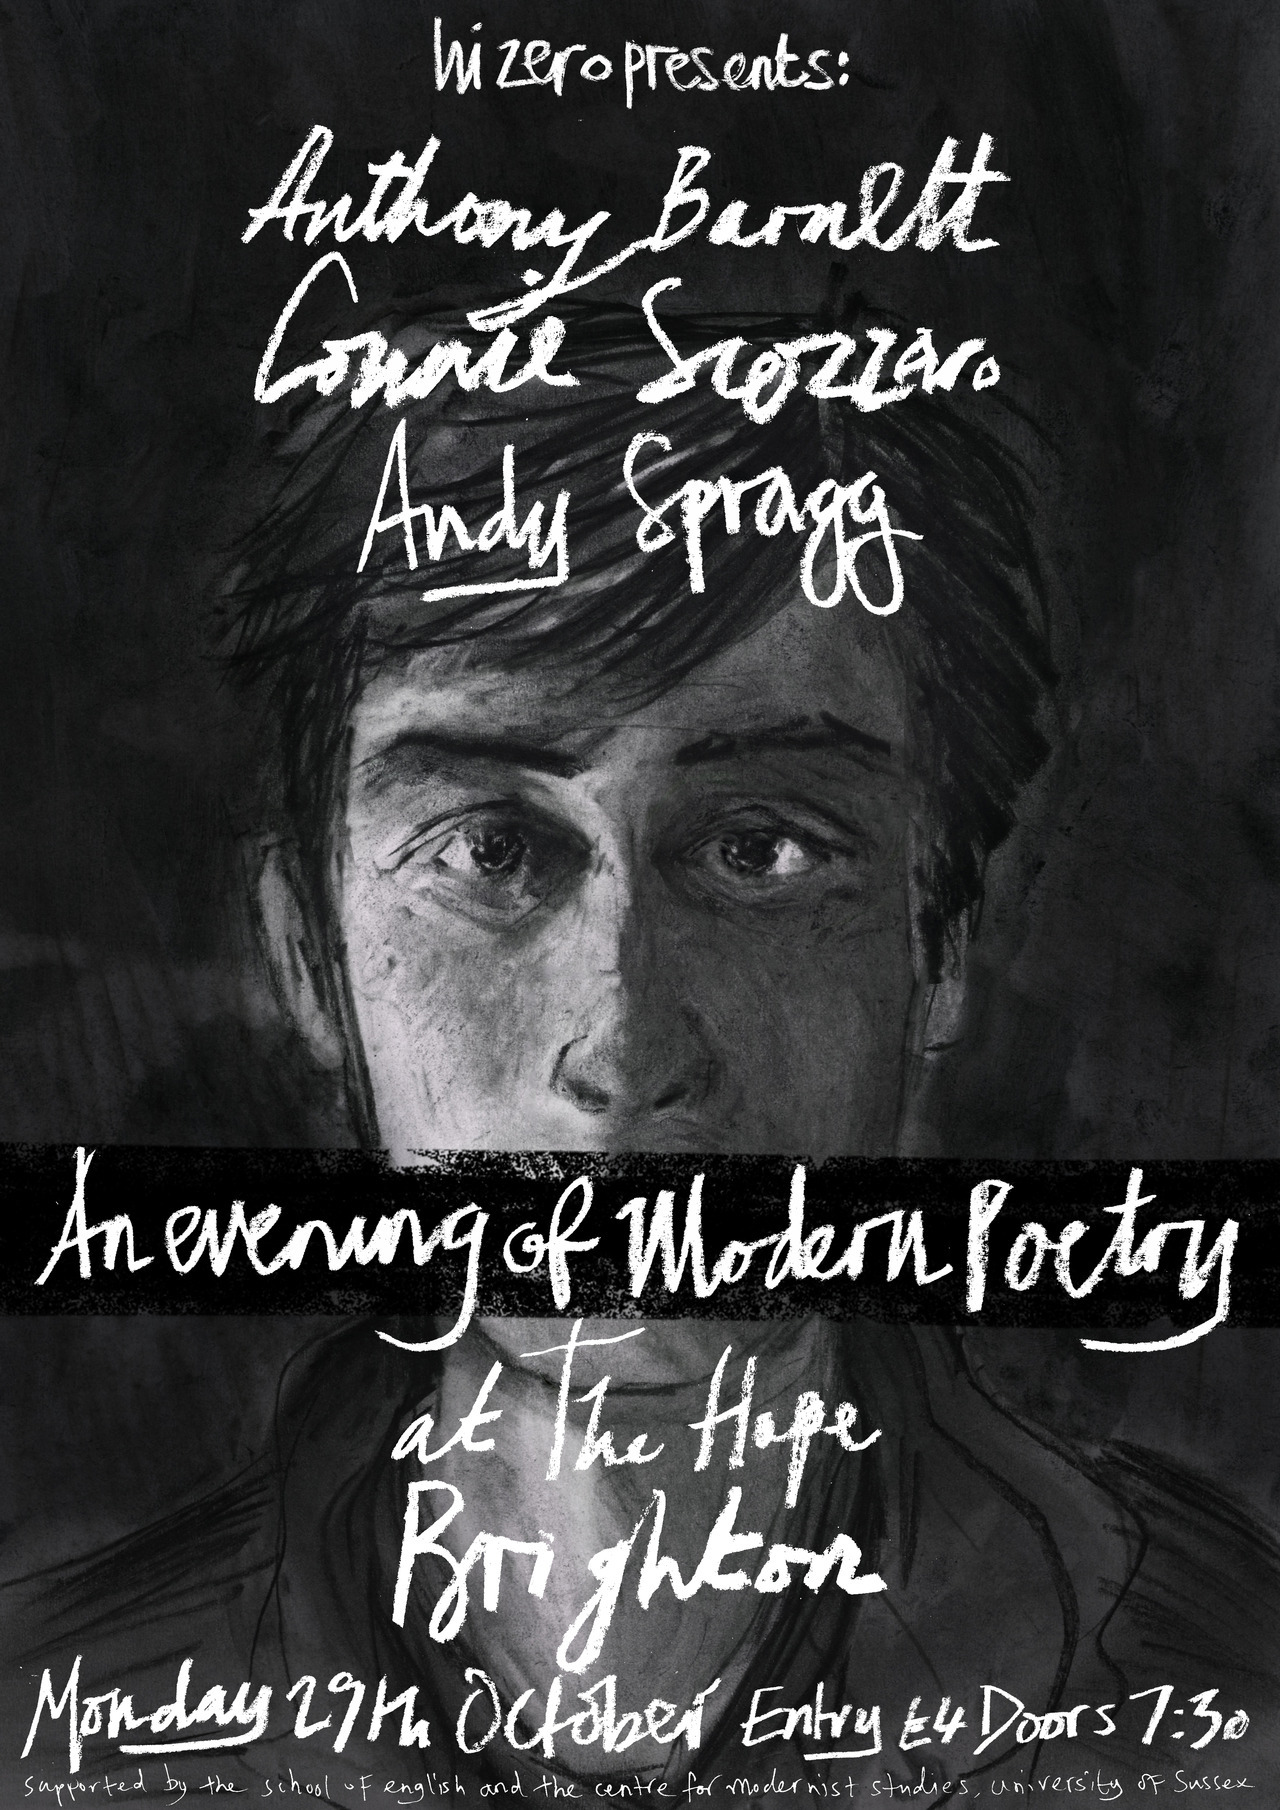 hi zero presents:
Anthony Barnett
Connie Scozzaro
Andy Spragg
An evening of Modern Poetry
at The Hope
Brighton
Monday 29th October Entry £4 Doors 7:30
supported by the school of english and the centre for modernist studies, university of Sussex